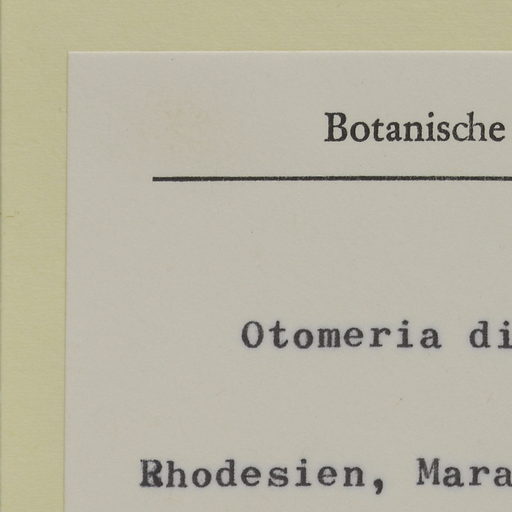 Botanische
Otomeria di
Rhodesien, Mara